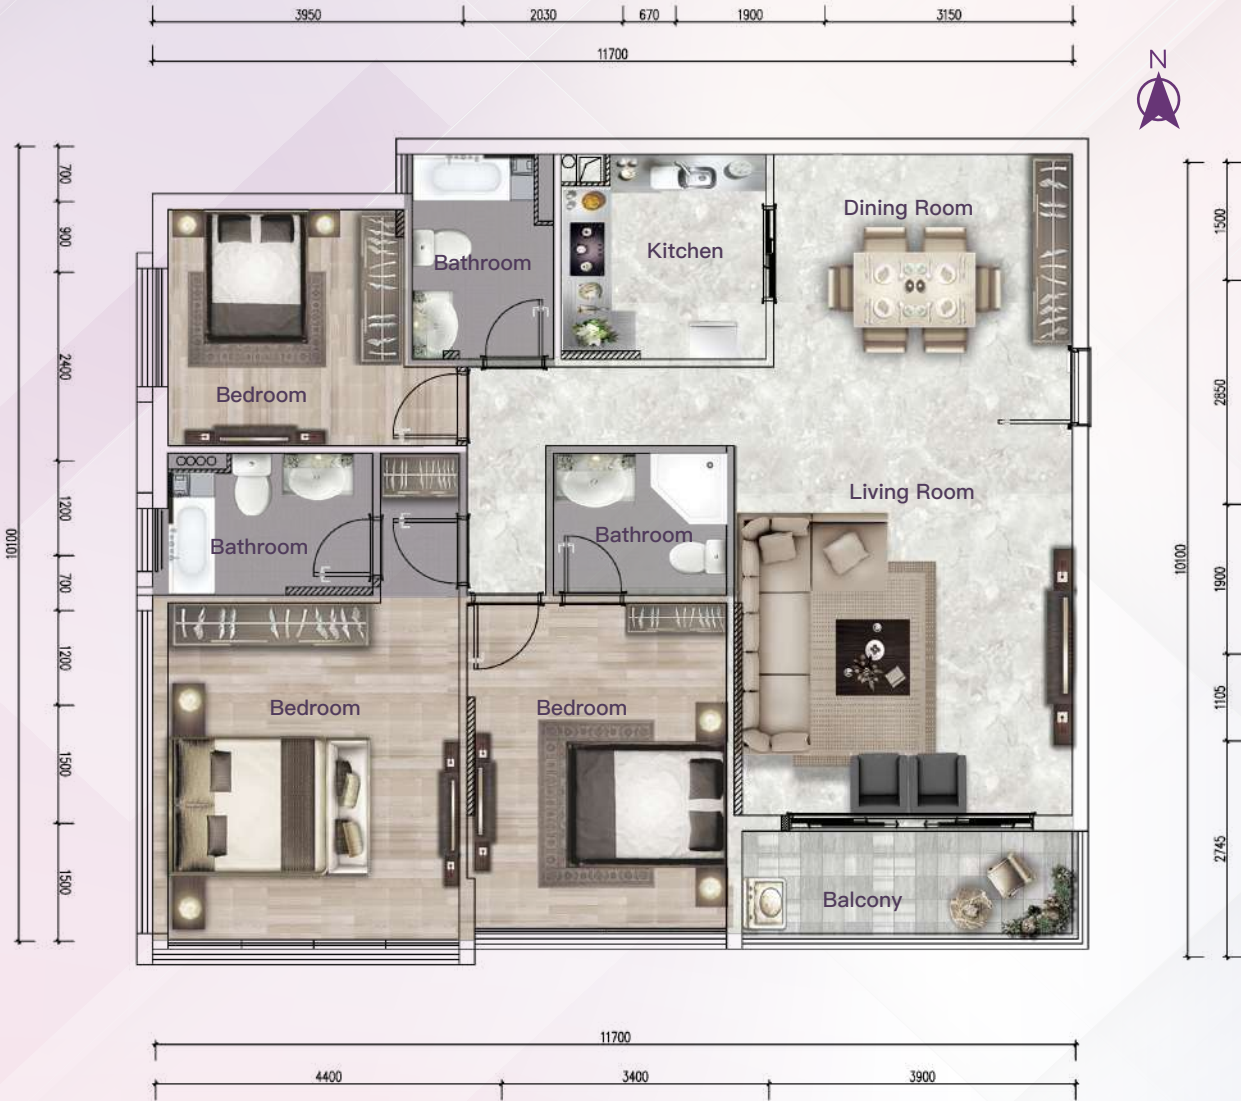 3950
2030
670
1900
3150
11700
N
700
900
2400
1200
700
1200
1500
1500
10100
1500
2850
1900
1105
2745
10100
Dining Room
Kitchen
Bathroom
Bedroom
Living Room
Bathroom
Bathroom
Bedroom
Bedroom
Balcony
11700
4400
3400
3900